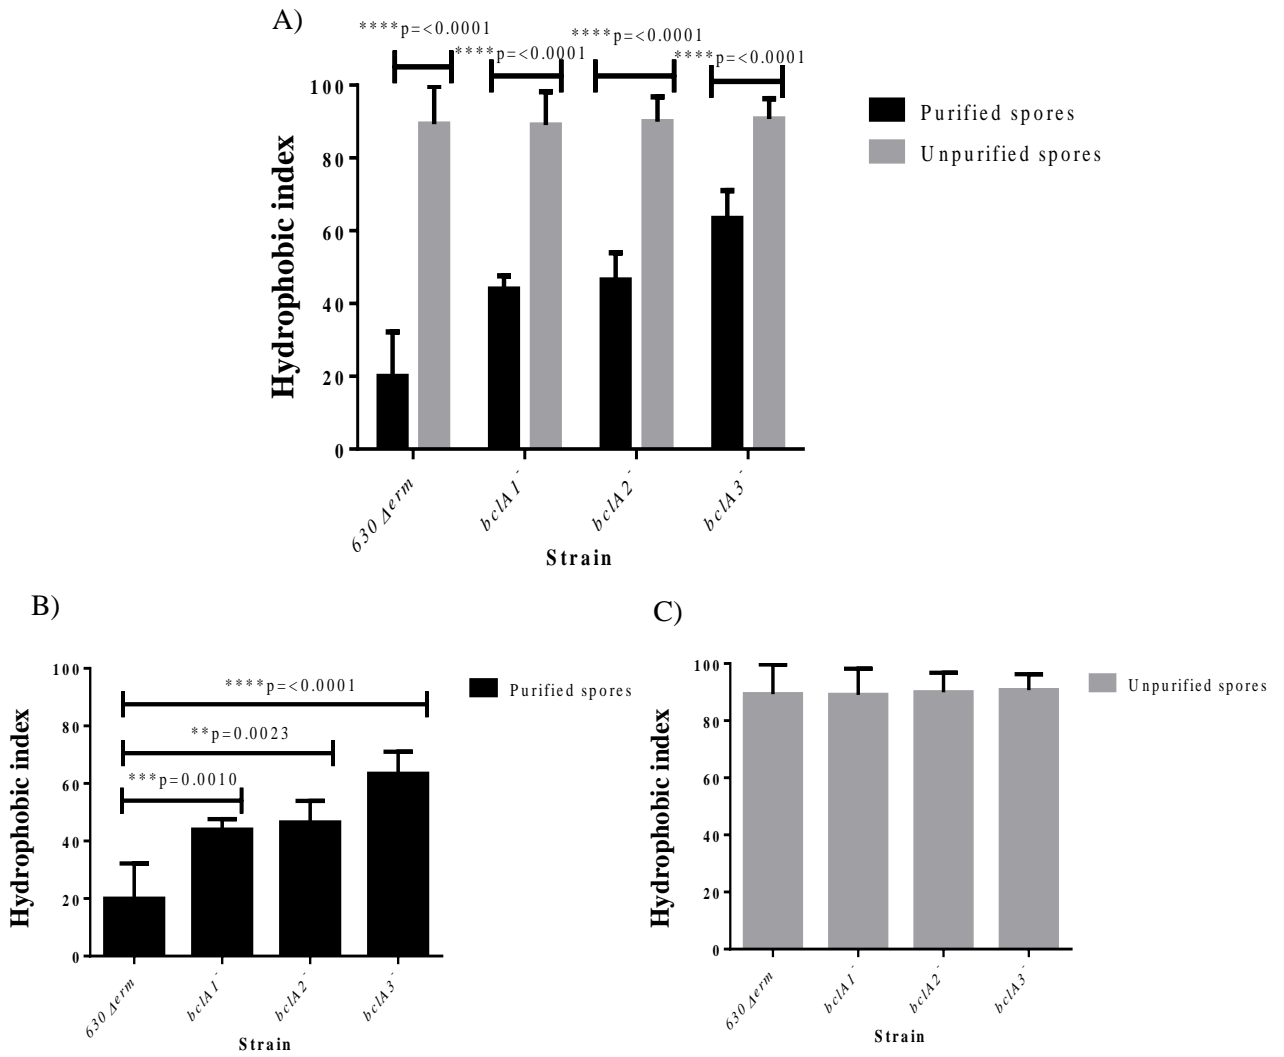 A)
****p=<0.0001
****p=<0.0001
****p=<0.0001
****p=<0.0001
Hydrophobic index
100
80
60
40
20
0
630 Δerm
bclA1-
bclA2-
bclA3-
Strain
Purified spores
Unpurified spores
B)
Hydrophobic index
100
80
60
40
20
0
****p=<0.0001
**p=0.0023
***p=0.0010
630 Δerm
bclA1-
bclA2-
bclA3-
Strain
Purified spores
C)
Hydrophobic index
100
80
60
40
20
0
630 Δerm
bclA1-
bclA2-
bclA3-
Strain
Unpurified spores